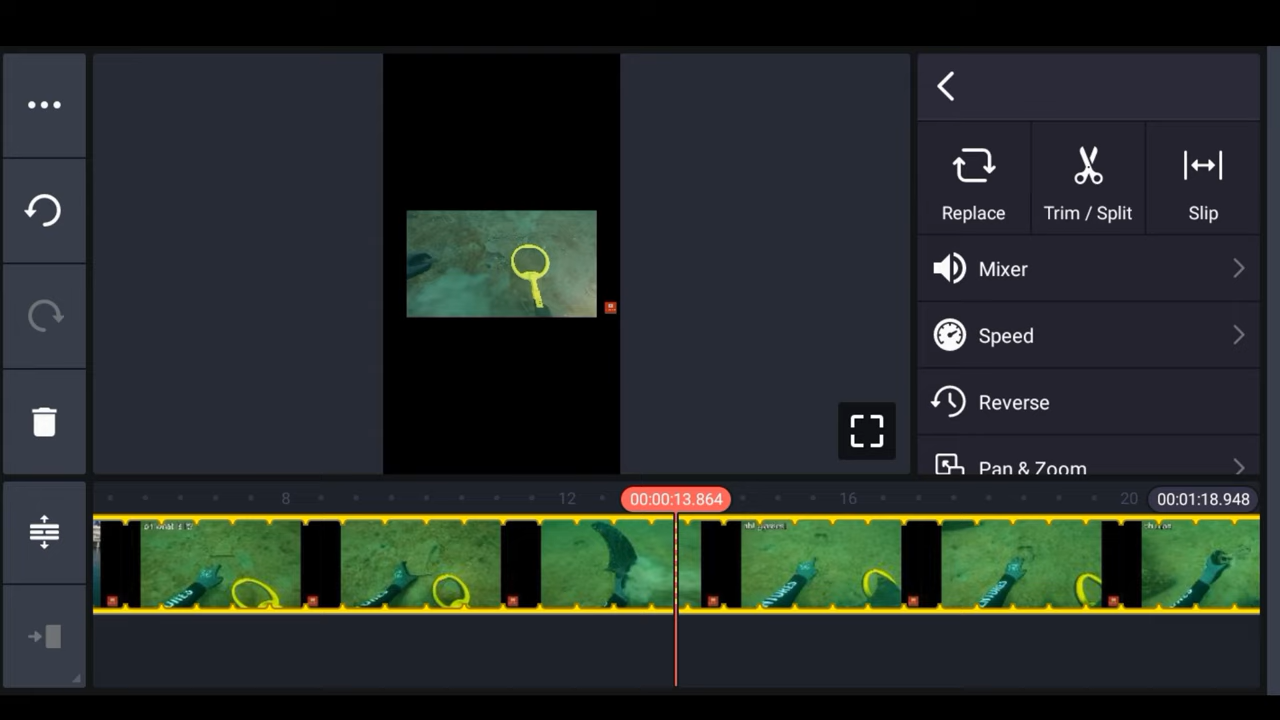 Replace
Trim / Split
Slip
Mixer
Speed
Reverse
Pan & Zoom
8
12
00:00:13.864
16
20
00:01:18.948